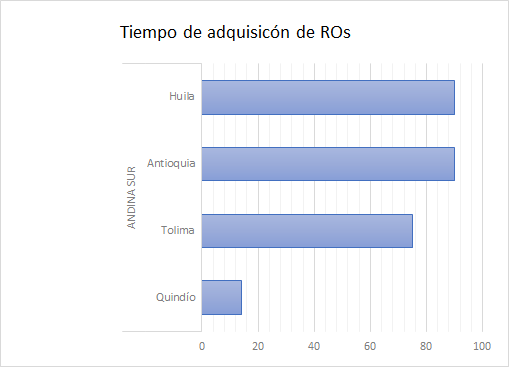 Tiempo de adquisicón de ROs
ANDINA SUR
Huila
Antioquia
Tolima
Quindío
0 20 40 60 80 100